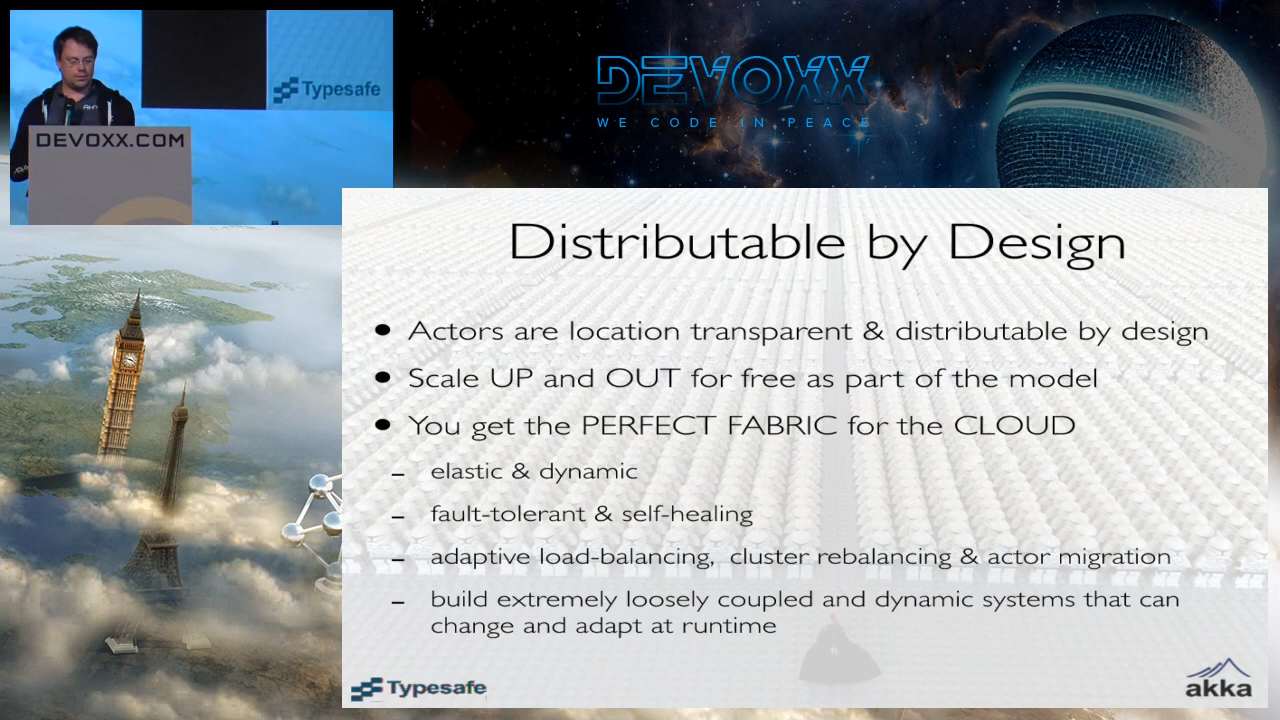 Typesafe
DEVOXX.COM
DEVOXX
WE CODE IN PEACE
Distributable by Design
• Actors are location transparent & distributable by design
• Scale UP and OUT for free as part of the model
• You get the PERFECT FABRIC for the CLOUD
– elastic & dynamic
– fault-tolerant & self-healing
– adaptive load-balancing, cluster rebalancing & actor migration
– build extremely loosely coupled and dynamic systems that can
change and adapt at runtime
Typesafe
akka